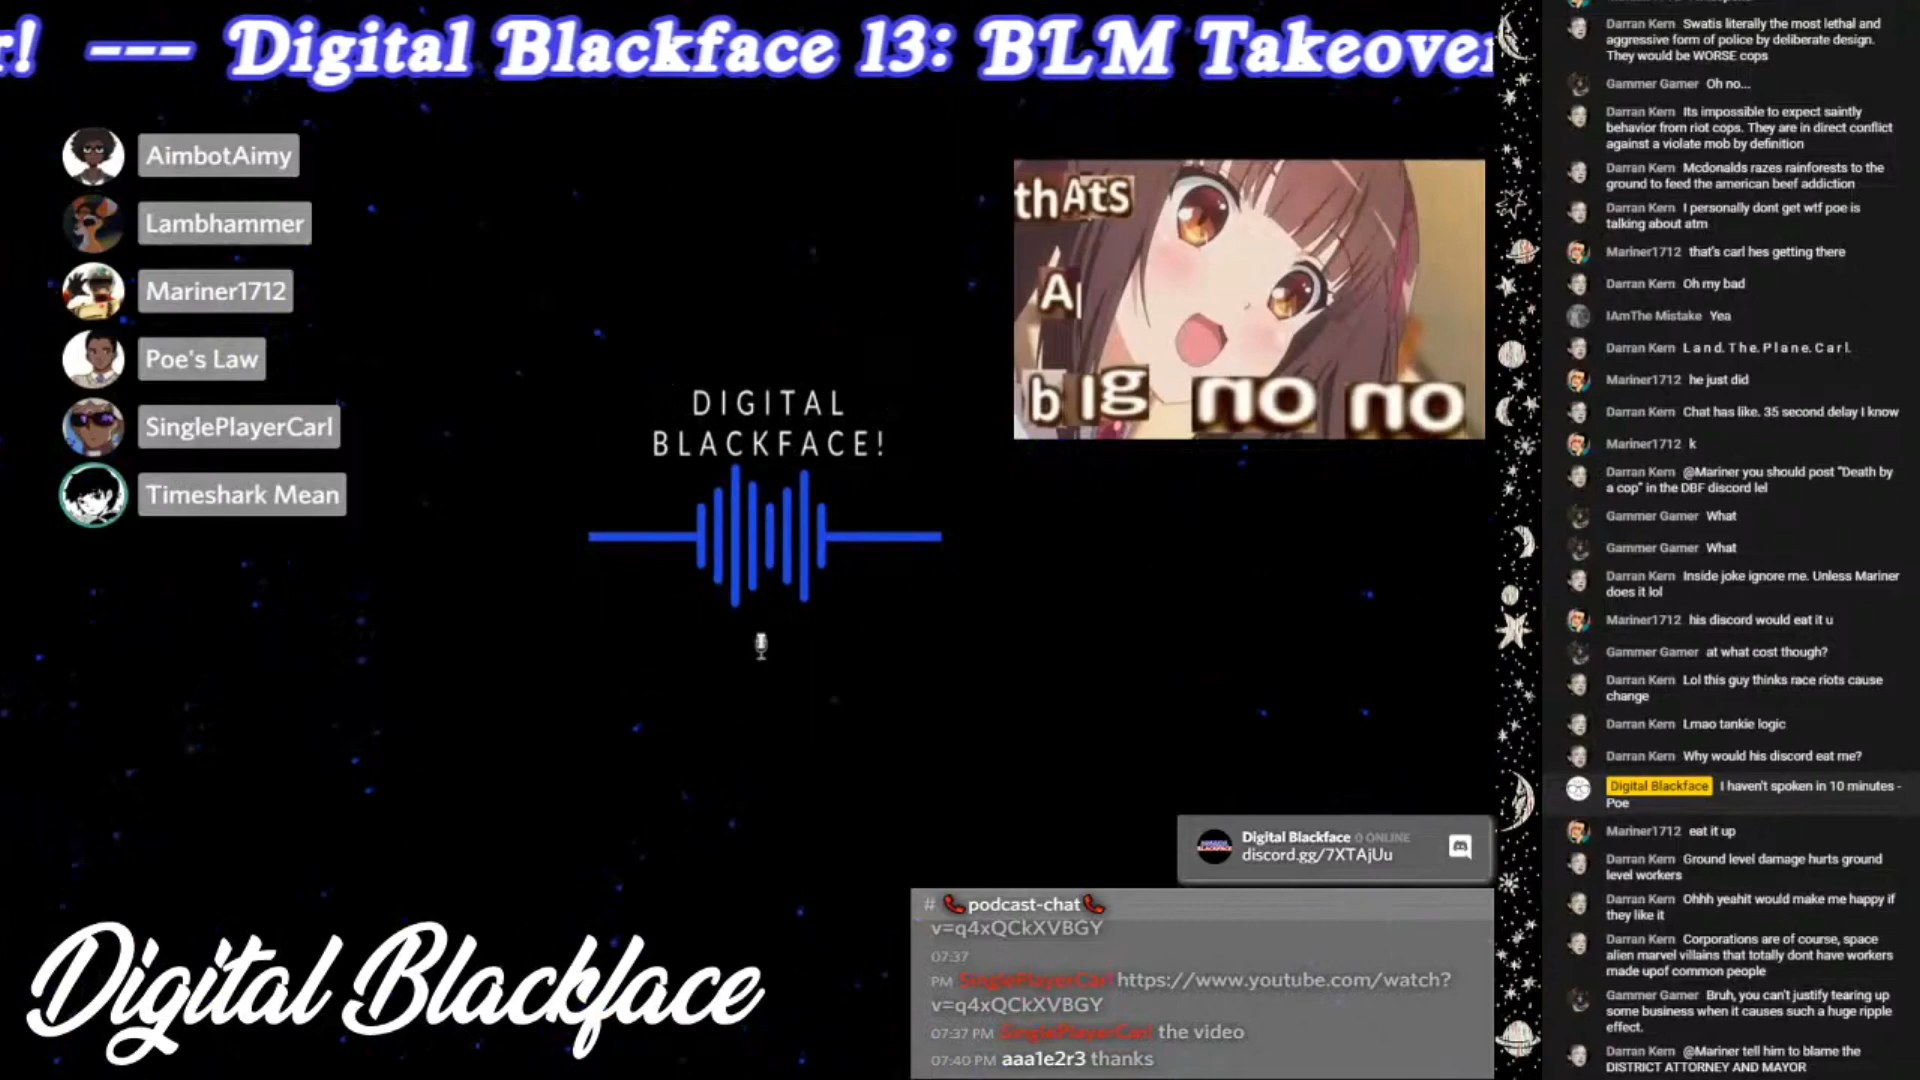 r! --- Digital Blackface 13: BLM Takeover
AimbotAimy
Lambhammer
Mariner1712
Poe's Law
SinglePlayerCarl
Timeshark Mean
DIGITAL
BLACKFACE!
thAts
A
bIg no no
Digital Blackface 0 ONLINE
discord.gg/7XTAjUu
# podcast-chat
v=q4xQCkXVBGY
07:37
PM SinglePlayerCarl https://www.youtube.com/watch?
v=q4xQCkXVBGY
07:37 PM SinglePlayerCarl the video
07:40 PM aaa1e2r3 thanks
Digital Blackface
Darran Kern Swatis literally the most lethal and
aggressive form of police by deliberate design.
They would be WORSE cops
Gammer Gamer Oh no...
Darran Kern Its impossible to expect saintly
behavior from riot cops. They are in direct conflict
against a violate mob by definition
Darran Kern Mcdonalds razes rainforests to the
ground to feed the american beef addiction
Darran Kern I personally dont get wtf poe is
talking about atm
Mariner1712 that's carl hes getting there
Darran Kern Oh my bad
IAmThe Mistake Yea
Darran Kern L a n d. T h e. P l a n e. C a r l.
Mariner1712 he just did
Darran Kern Chat has like. 35 second delay I know
Mariner1712 k
Darran Kern @Mariner you should post "Death by
a cop" in the DBF discord lel
Gammer Gamer What
Gammer Gamer What
Darran Kern Inside joke ignore me. Unless Mariner
does it lol
Mariner1712 his discord would eat it u
Gammer Gamer at what cost though?
Darran Kern Lol this guy thinks race riots cause
change
Darran Kern Lmao tankie logic
Darran Kern Why would his discord eat me?
Digital Blackface I haven't spoken in 10 minutes -
Poe
Mariner1712 eat it up
Darran Kern Ground level damage hurts ground
level workers
Darran Kern Ohhh yeahit would make me happy if
they like it
Darran Kern Corporations are of course, space
alien marvel villains that totally dont have workers
made upof common people
Gammer Gamer Bruh, you can't justify tearing up
some business when it causes such a huge ripple
effect.
Darran Kern @Mariner tell him to blame the
DISTRICT ATTORNEY AND MAYOR